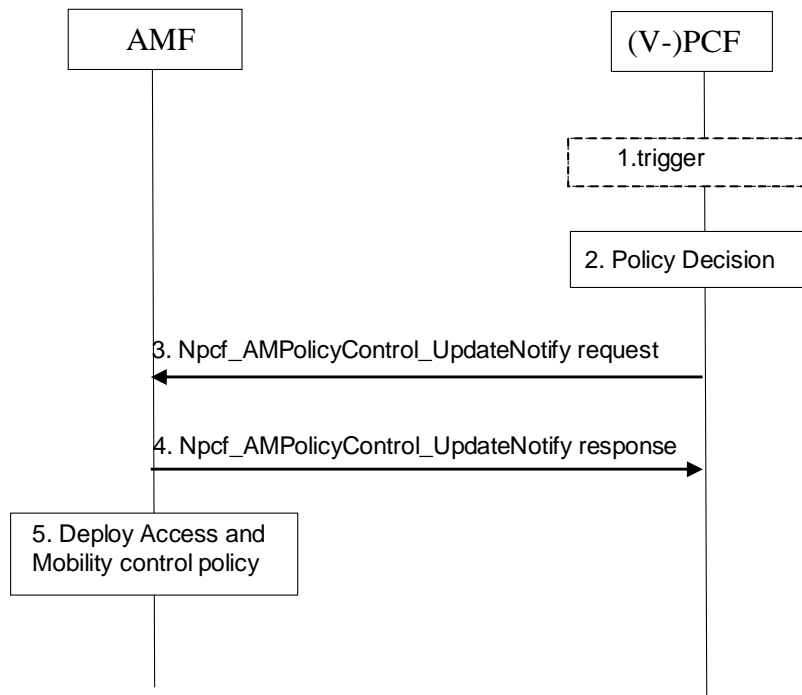 AMF
(V-)PCF
1.trigger
2. Policy Decision
3. Npcf_AMPolicyControl_UpdateNotify request
4. Npcf_AMPolicyControl_UpdateNotify response
5. Deploy Access and
Mobility control policy